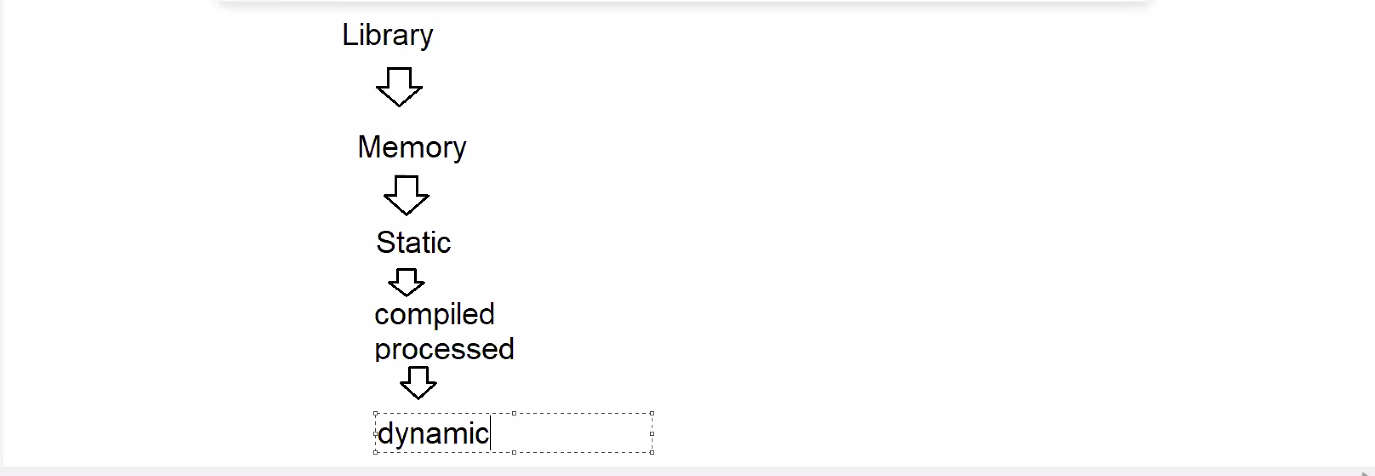 Library
Memory
Static
compiled
processed
dynamic